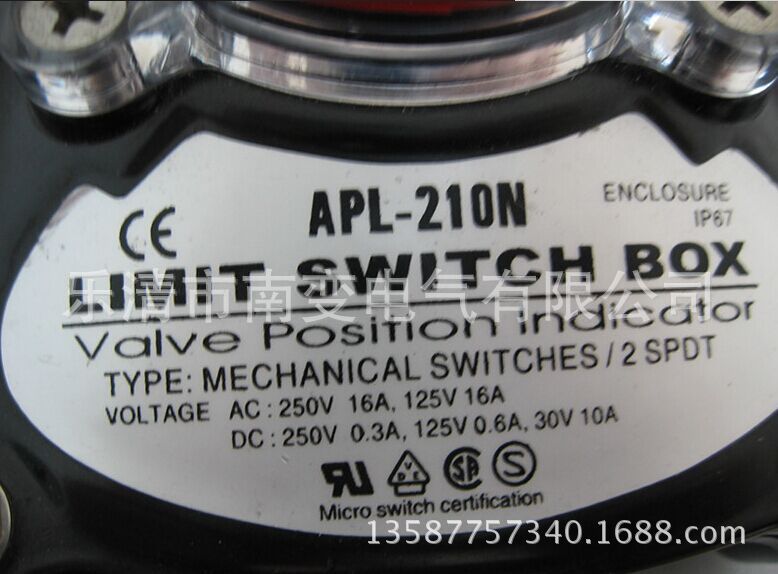 CE
APL-210N
ENCLOSURE
IP67
LIMIT SWITCH BOX
乐清市南变电气有限公司
Valve Position indicator
TYPE: MECHANICAL SWITCHES / 2 SPDT
VOLTAGE AC : 250V 16A, 125V 16A
DC : 250V 0.3A, 125V 0.6A, 30V 10A
VDE SA S
Micro switch certification
13587757340.1688.com